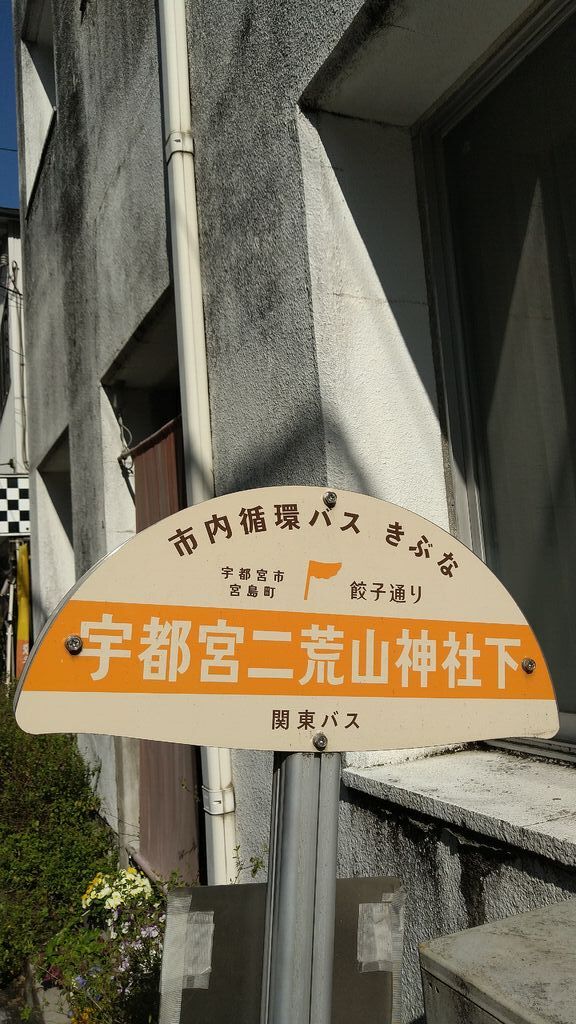 市内循環バス きぶな
宇都宮市
宮島町
餃子通り
宇都宮二荒山神社下
関東バス